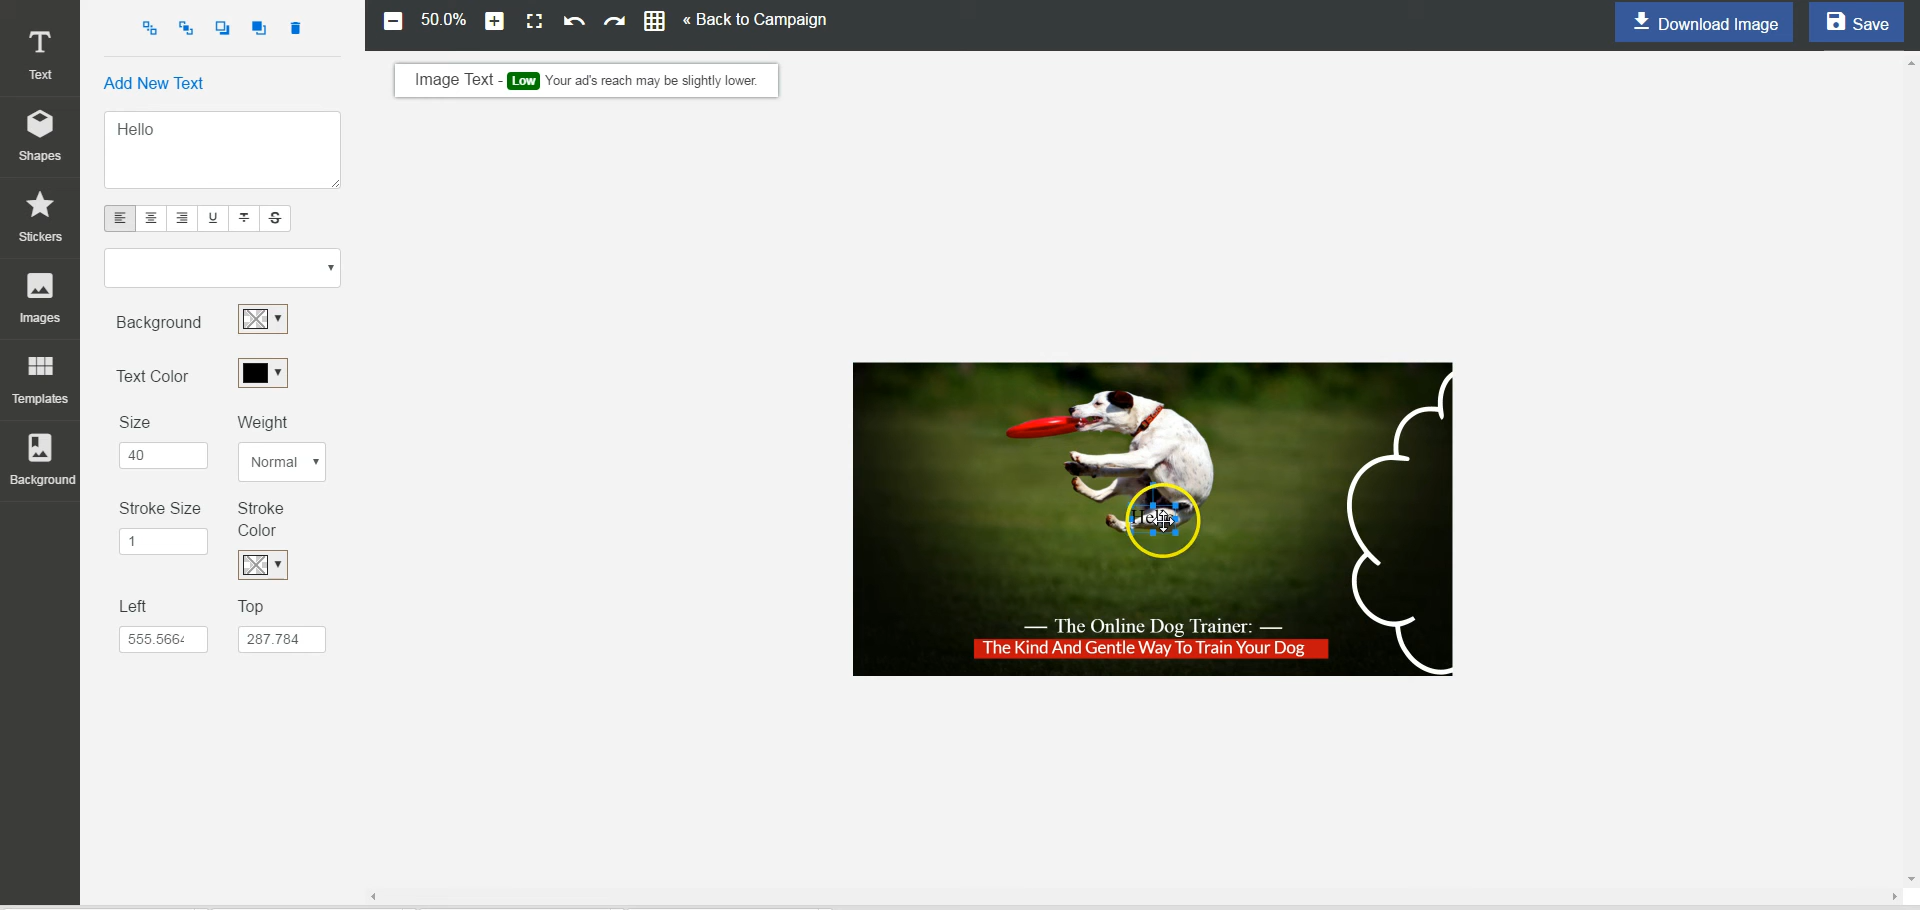 Text
Shapes
Stickers
Images
Templates
Background
Add New Text
Hello
Background
Text Color
Size
Weight
40
Normal
Stroke Size
Stroke
Color
1
Left
Top
555.566
287.784
50.0%
« Back to Campaign
Download Image
Save
Image Text - Low Your ad's reach may be slightly lower.
Hello
The Online Dog Trainer:
The Kind And Gentle Way To Train Your Dog